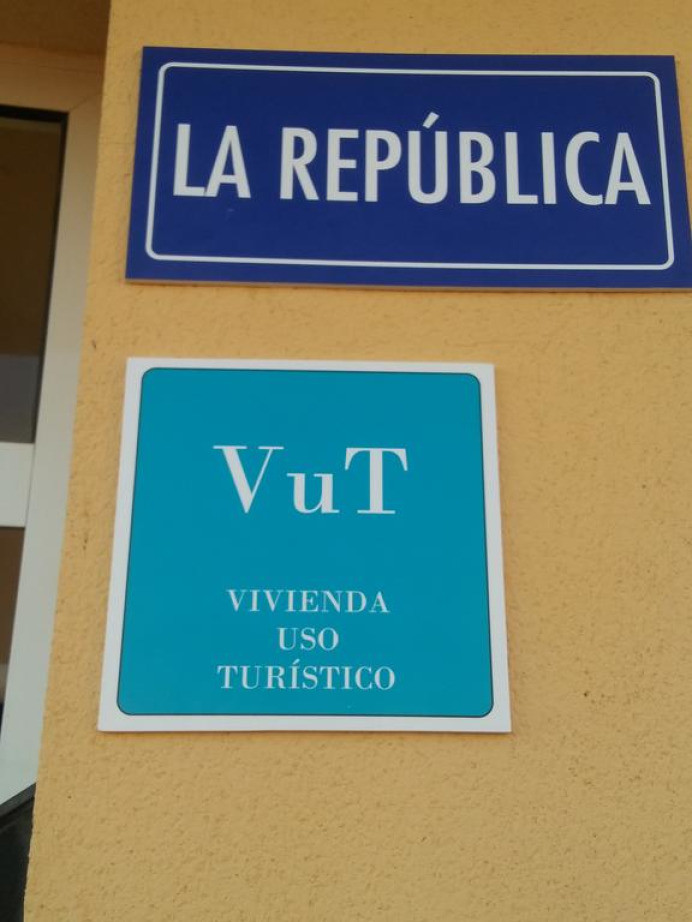 LA REPÚBLICA
VuT
VIVIENDA
USO
TURÍSTICO